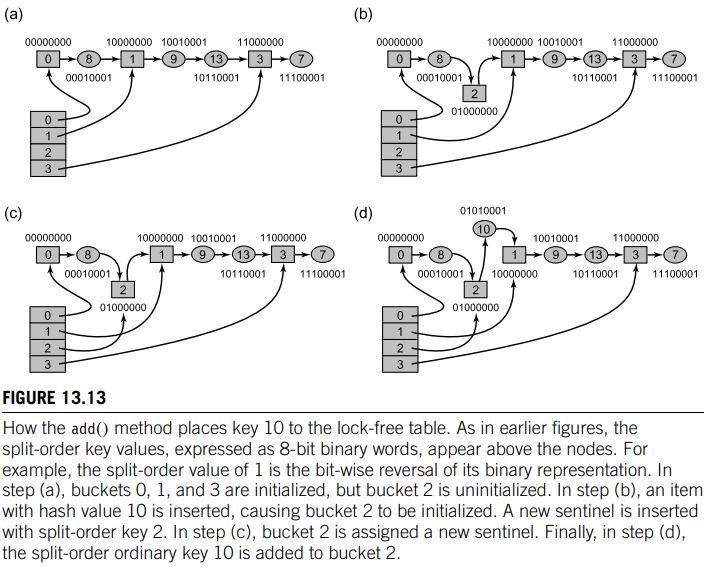 (a)
00000000 10000000 10010001 11000000
0 8 1 9 13 3 7
00010001 10110001 11100001
0
1
2
3
(b)
00000000 10000000 10010001 11000000
0 8 1 9 13 3 7
00010001 10110001 11100001
2
01000000
0
1
2
3
(c)
00000000 10000000 10010001 11000000
0 8 1 9 13 3 7
00010001 10110001 11100001
2
01000000
0
1
2
3
(d)
01010001
10
00000000 10010001 11000000
0 8 1 9 13 3 7
00010001 10000000 10110001 11100001
2
01000000
0
1
2
3
FIGURE 13.13
How the add() method places key 10 to the lock-free table. As in earlier figures, the
split-order key values, expressed as 8-bit binary words, appear above the nodes. For
example, the split-order value of 1 is the bit-wise reversal of its binary representation. In
step (a), buckets 0, 1, and 3 are initialized, but bucket 2 is uninitialized. In step (b), an item
with hash value 10 is inserted, causing bucket 2 to be initialized. A new sentinel is inserted
with split-order key 2. In step (c), bucket 2 is assigned a new sentinel. Finally, in step (d),
the split-order ordinary key 10 is added to bucket 2.